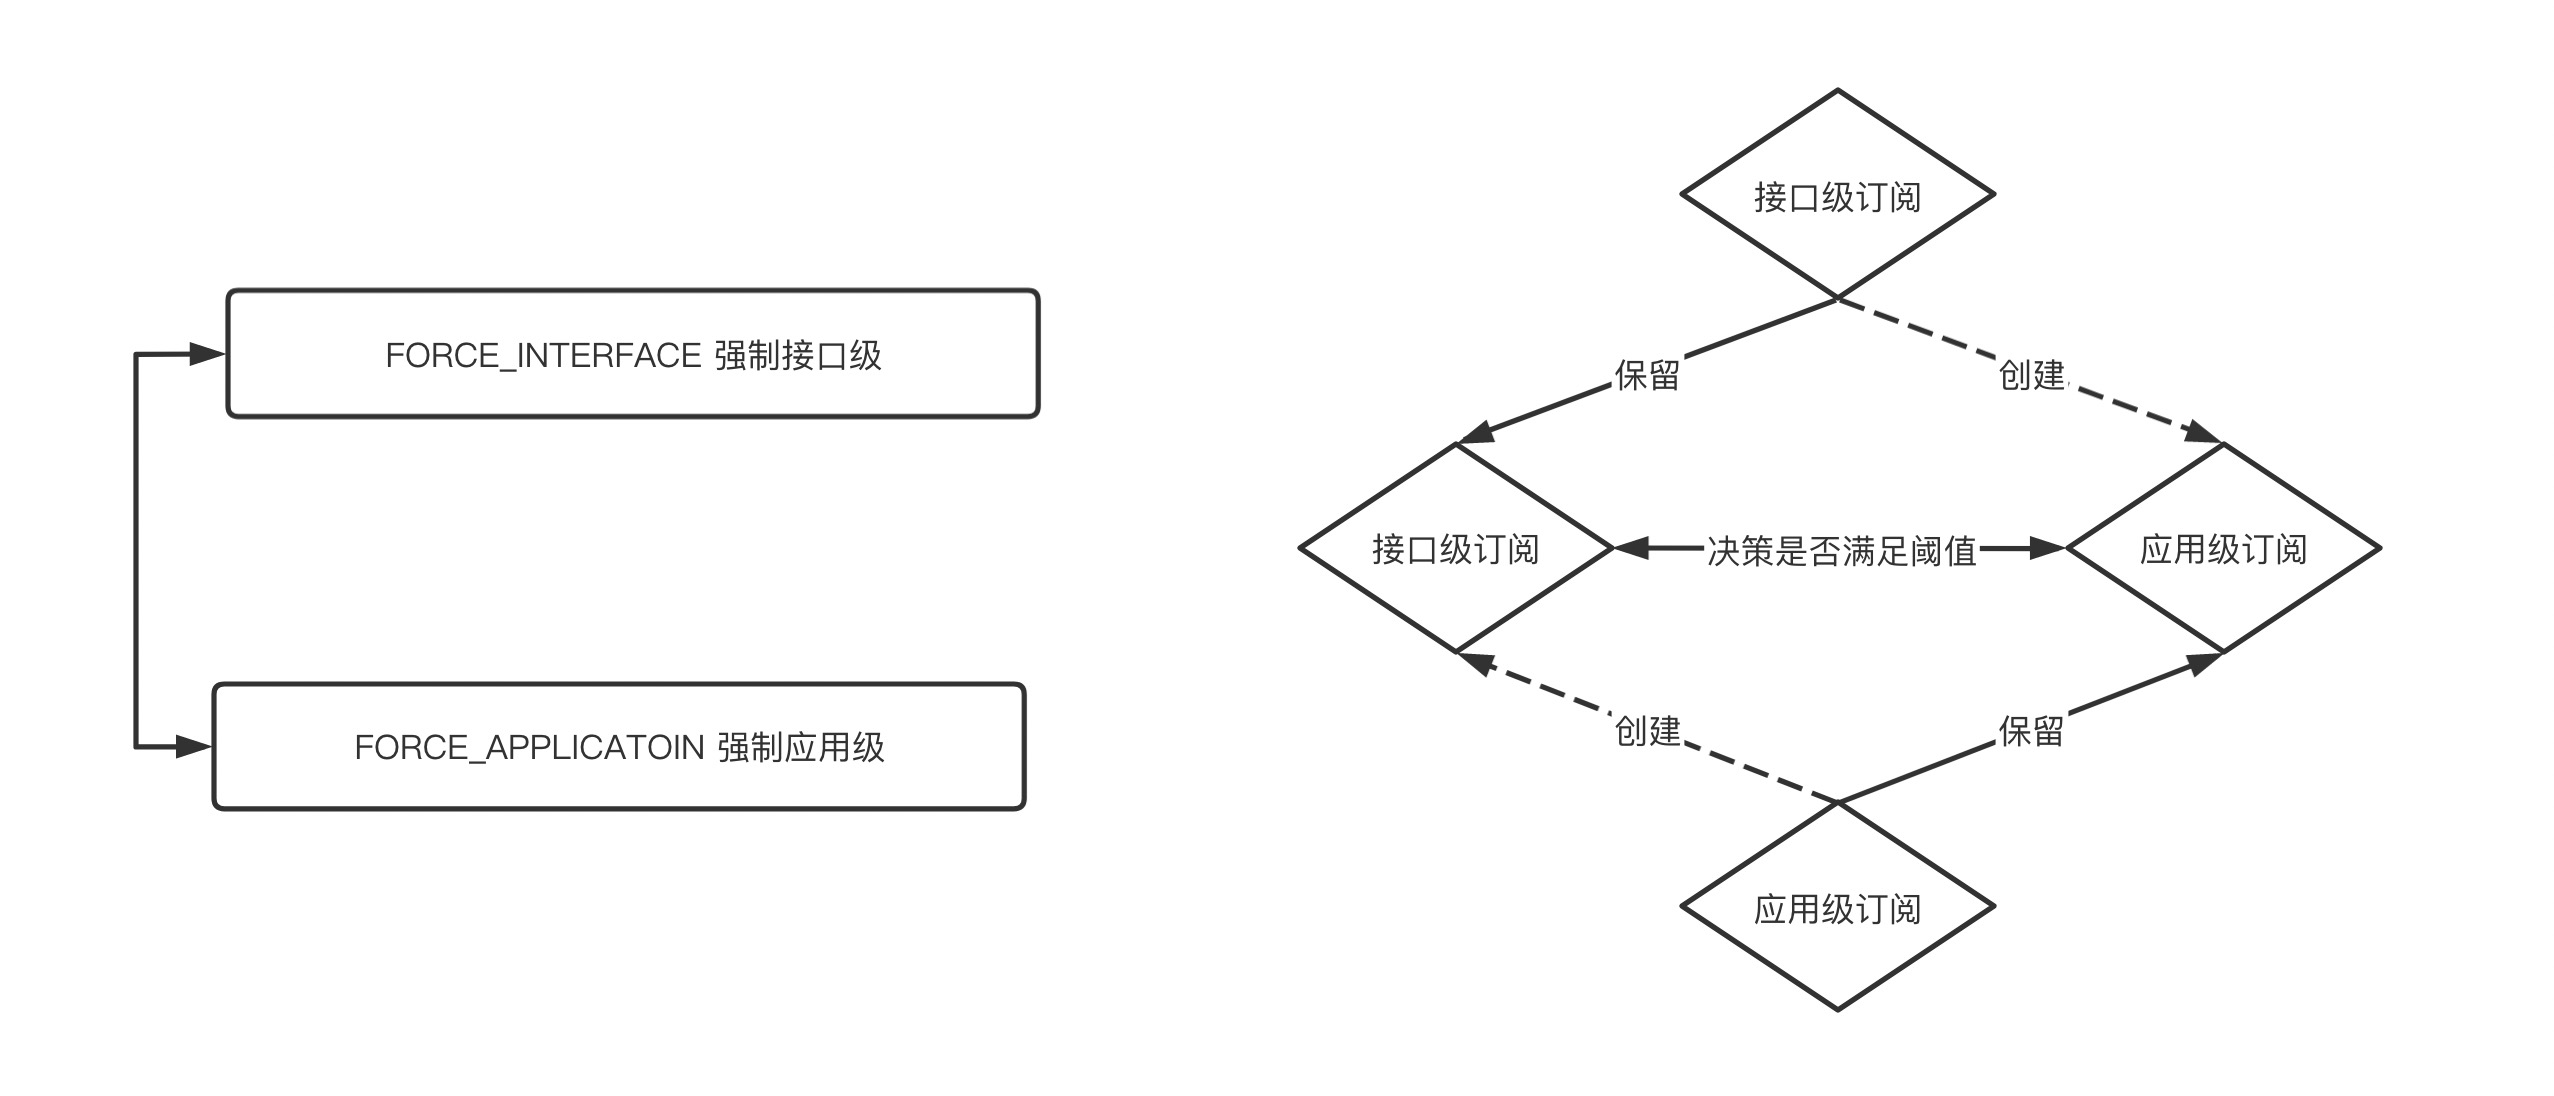 FORCE_INTERFACE 强制接口级
FORCE_APPLICATOIN 强制应用级
接口级订阅
保留
创建
接口级订阅
决策是否满足阈值
应用级订阅
创建
保留
应用级订阅